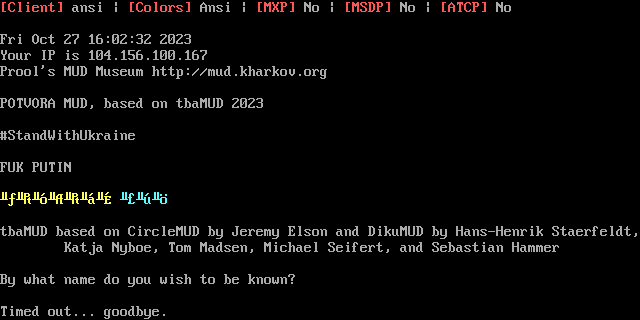 [Client] ansi | [Colors] Ansi | [MXP] No | [MSDP] No | [ATCP] No
Fri Oct 27 16:02:32 2023
Your IP is 104.156.100.167
Prool's MUD Museum http://mud.kharkov.org
POTVORA MUD, based on tbaMUD 2023
#StandWithUkraine
FUK PUTIN
tbaMUD based on CircleMUD by Jeremy Elson and DikuMUD by Hans-Henrik Staerfeldt,
Katja Nyboe, Tom Madsen, Michael Seifert, and Sebastian Hammer
By what name do you wish to be known?
Timed out... goodbye.